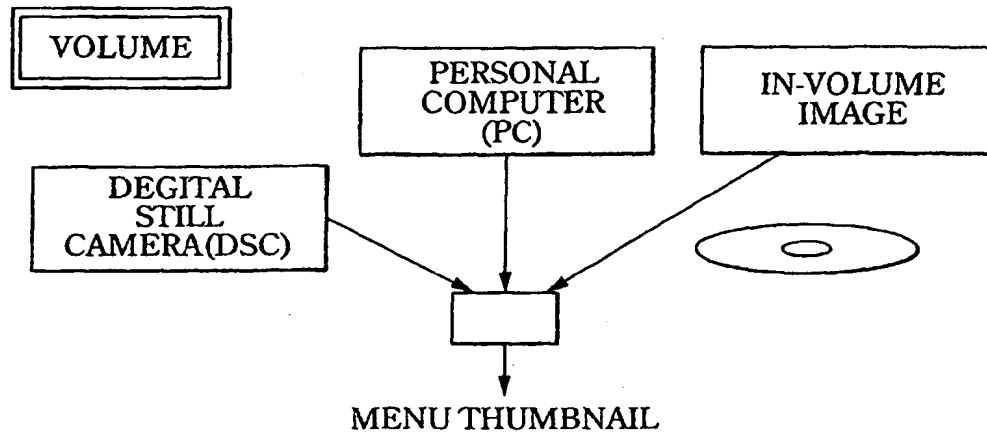 VOLUME
PERSONAL
COMPUTER
(PC)
IN-VOLUME
IMAGE
DEGITAL
STILL
CAMERA(DSC)
MENU THUMBNAIL